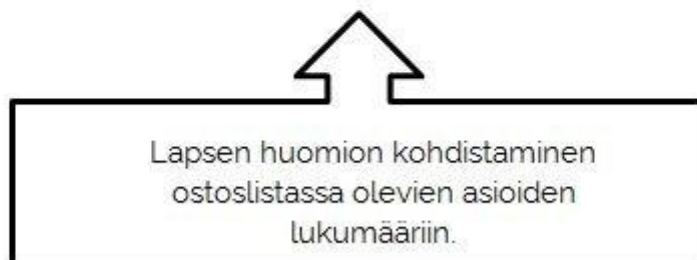 Lapsen huomion kohdistaminen
ostoslistassa olevien asioiden
lukumääriin.